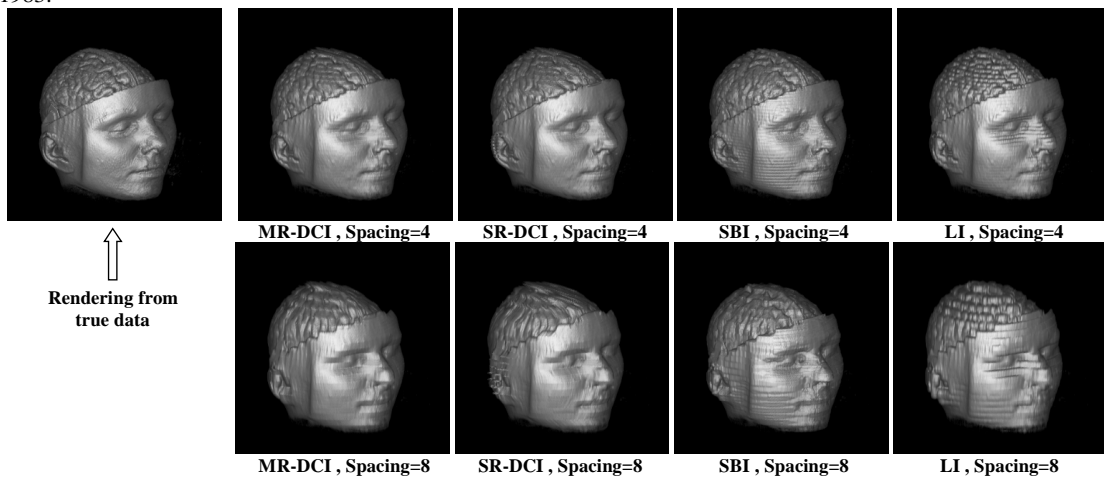 1985.
MR-DCI , Spacing=4
SR-DCI , Spacing=4
SBI , Spacing=4
LI , Spacing=4
Rendering from
true data
MR-DCI , Spacing=8
SR-DCI , Spacing=8
SBI , Spacing=8
LI , Spacing=8